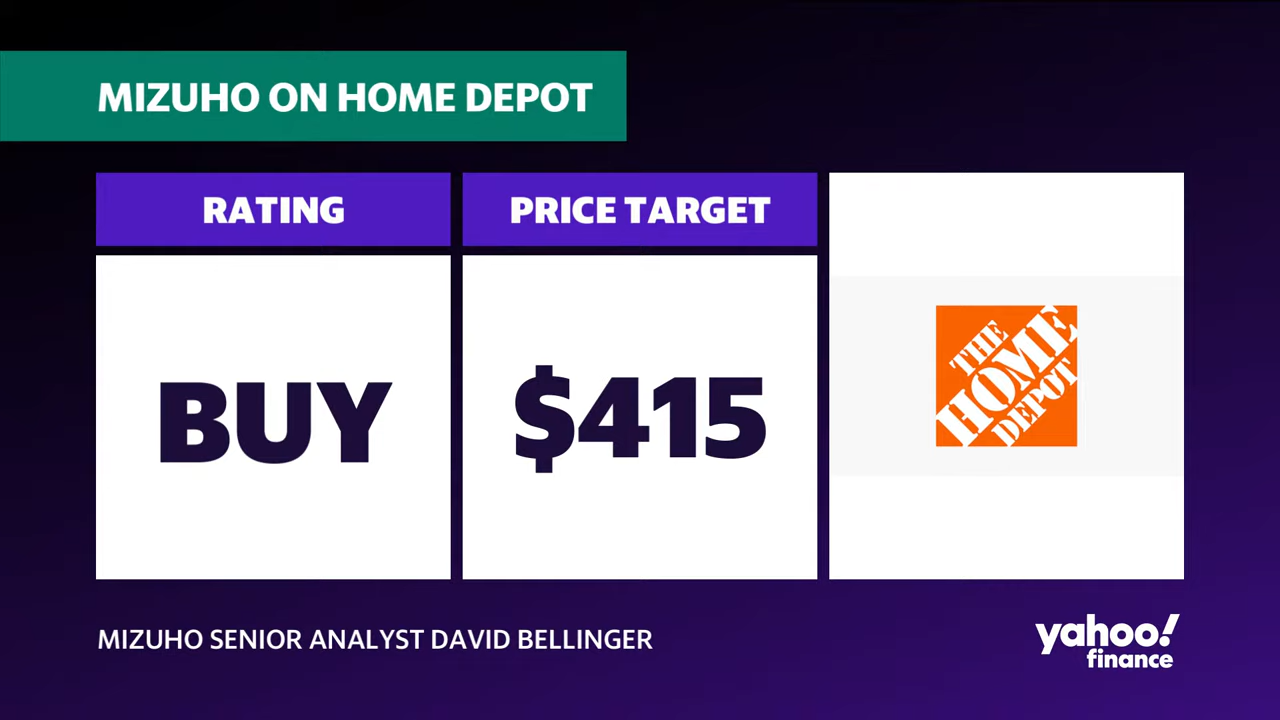 MIZUHO ON HOME DEPOT
RATING
PRICE TARGET
BUY
$415
THE
HOME
DEPOT
MIZUHO SENIOR ANALYST DAVID BELLINGER
yahoo!
finance